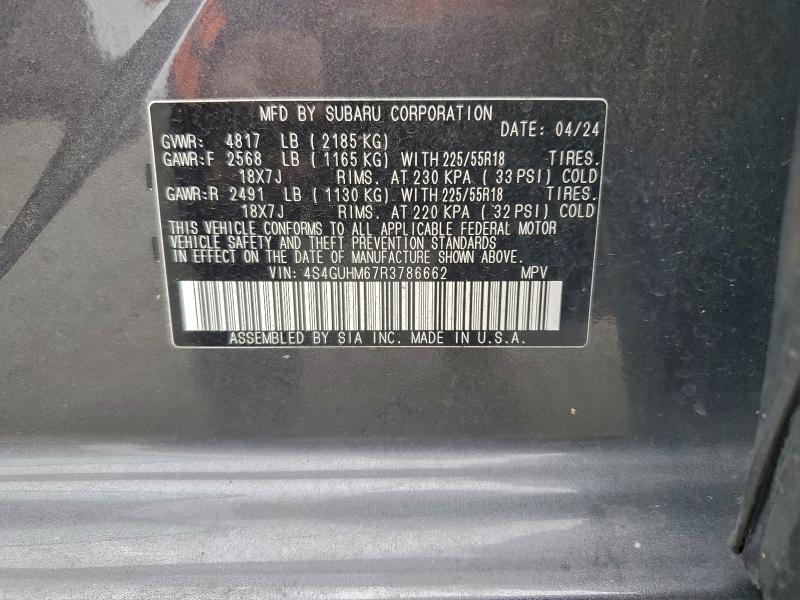 MFD BY SUBARU CORPORATION
DATE: 04/24
GVWR: 4817 LB ( 2185 KG)
GAWR:F 2568 LB ( 1165 KG) WITH 225/55R18 TIRES.
18X7J RIMS. AT 230 KPA ( 33 PSI) COLD
GAWR:R 2491 LB ( 1130 KG) WITH 225/55R18 TIRES.
18X7J RIMS. AT 220 KPA ( 32 PSI) COLD
THIS VEHICLE CONFORMS TO ALL APPLICABLE FEDERAL MOTOR
VEHICLE SAFETY AND THEFT PREVENTION STANDARDS
IN EFFECT ON THE DATE OF MANUFACTURE SHOWN ABOVE.
VIN: 4S4GUHM67R3786662 MPV
ASSEMBLED BY SIA INC. MADE IN U.S.A.